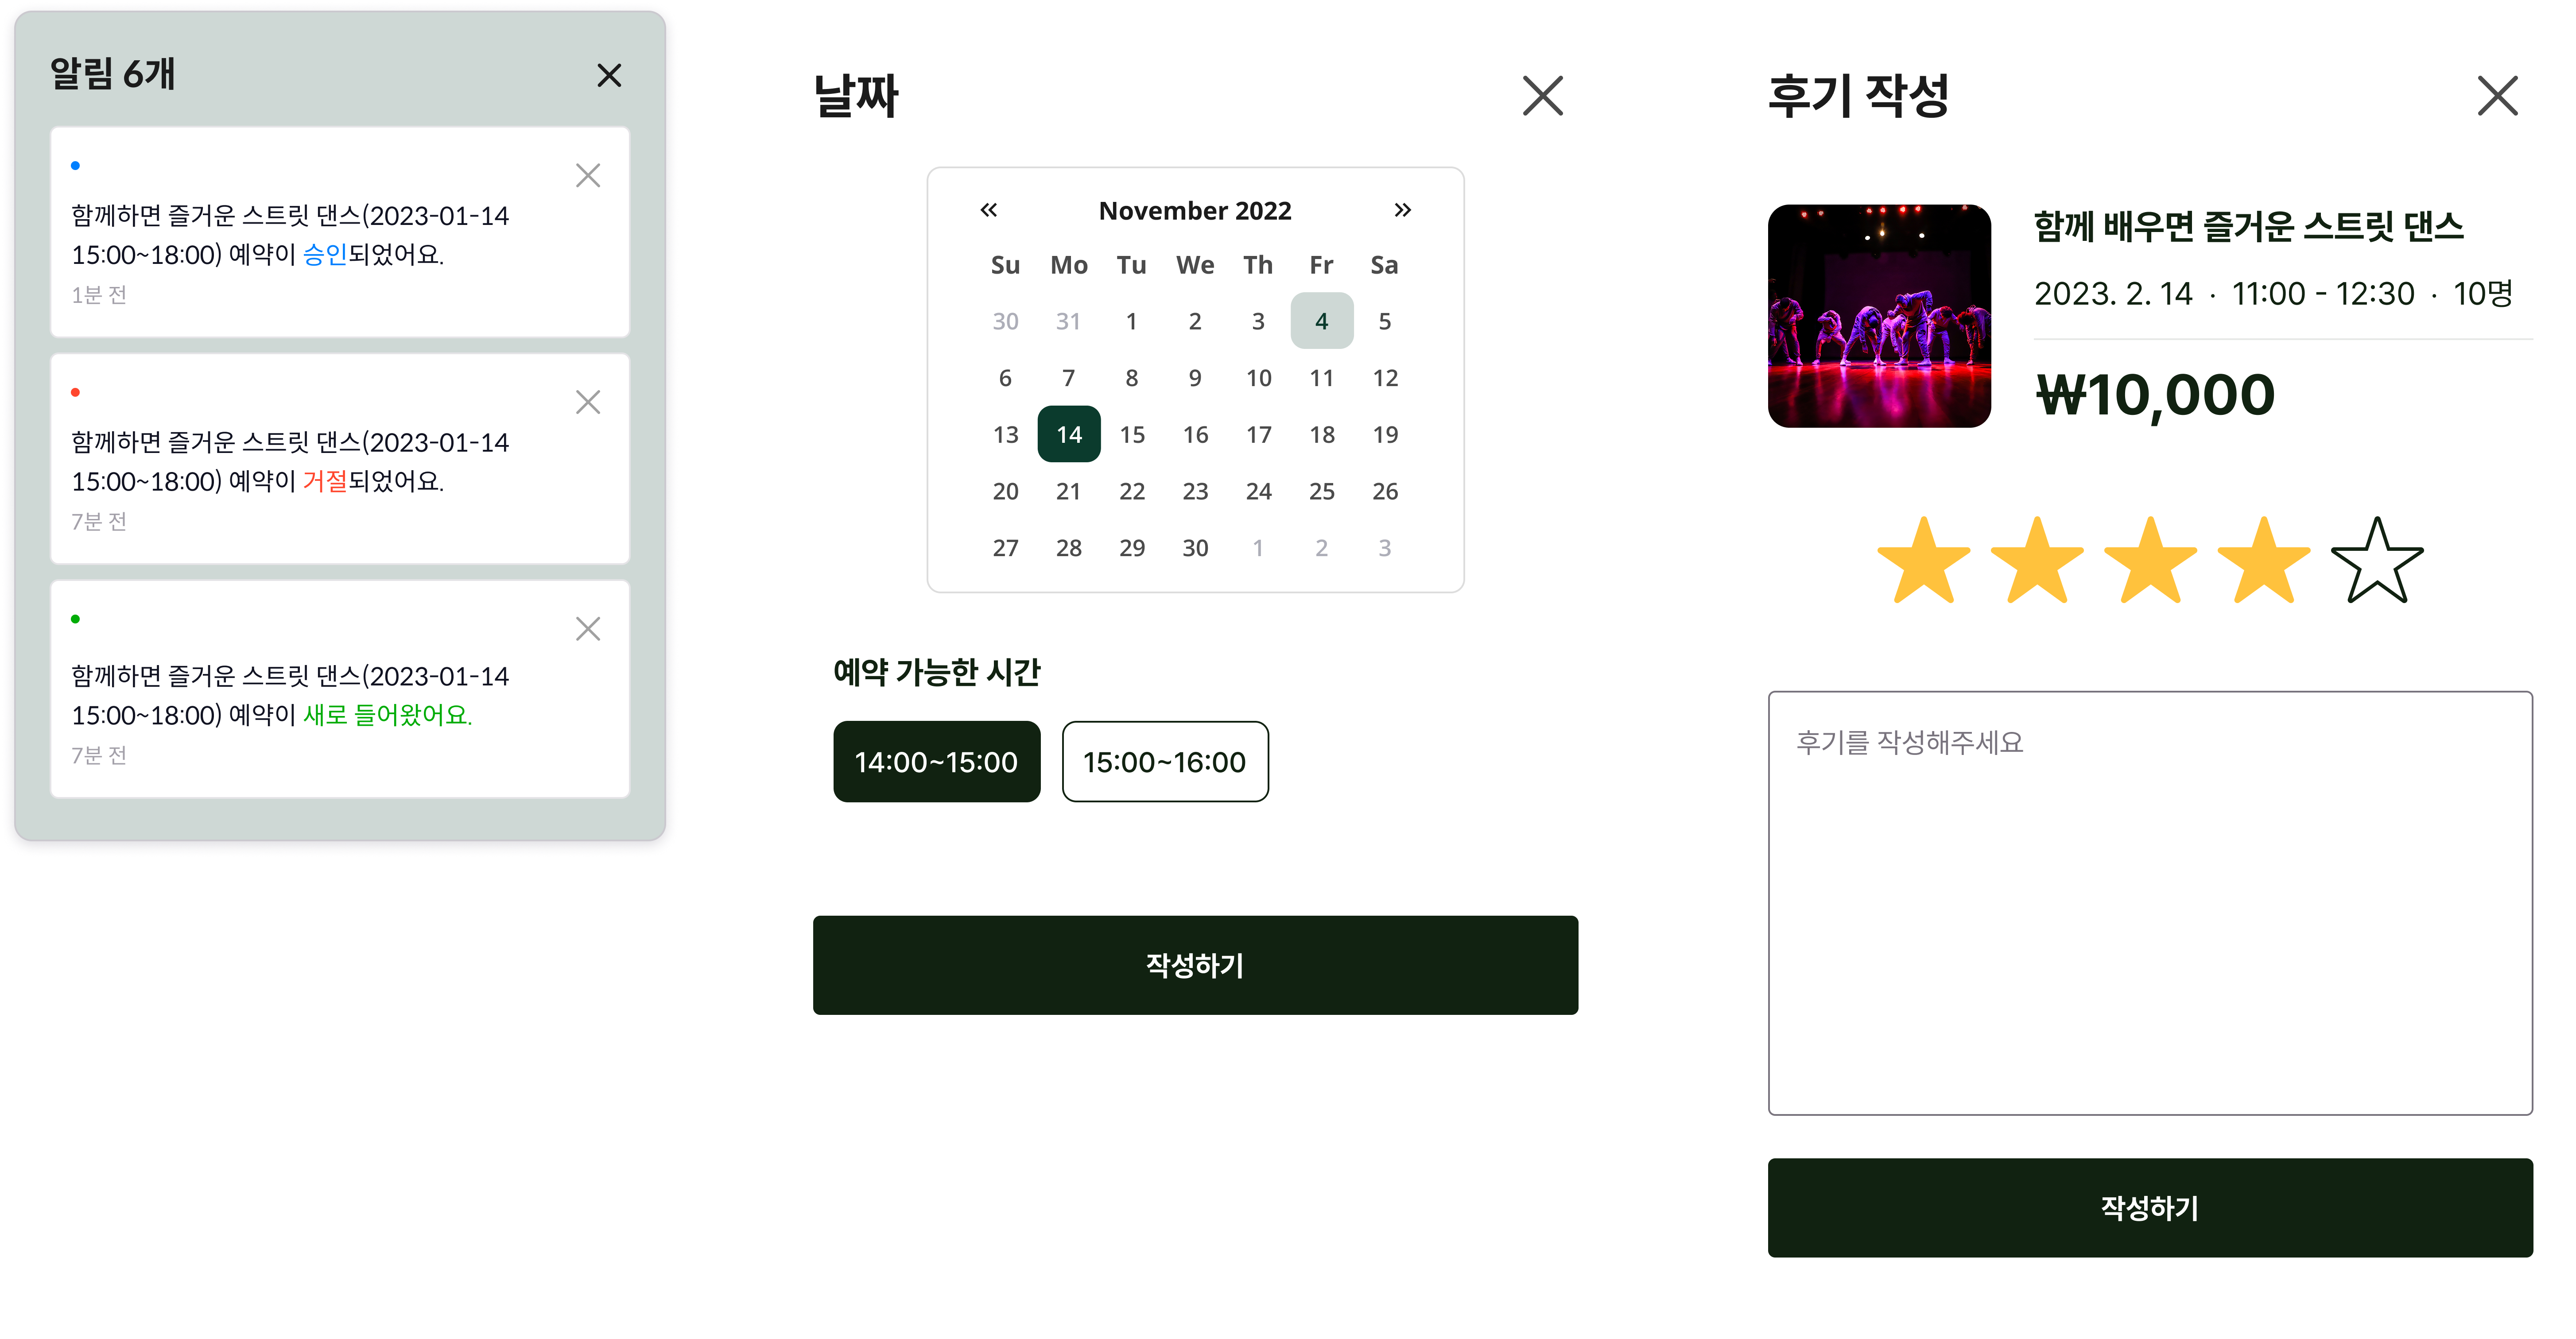 알림 6개
함께하면 즐거운 스트릿 댄스(2023-01-14
15:00~18:00) 예약이 승인되었어요.
1분 전
함께하면 즐거운 스트릿 댄스(2023-01-14
15:00~18:00) 예약이 거절되었어요.
7분 전
함께하면 즐거운 스트릿 댄스(2023-01-14
15:00~18:00) 예약이 새로 들어왔어요.
7분 전
날짜
November 2022
Su Mo Tu We Th Fr Sa
30 31 1 2 3 4 5
6 7 8 9 10 11 12
13 14 15 16 17 18 19
20 21 22 23 24 25 26
27 28 29 30 1 2 3
예약 가능한 시간
14:00~15:00 15:00~16:00
작성하기
후기 작성
함께 배우면 즐거운 스트릿 댄스
2023. 2. 14 · 11:00 - 12:30 · 10명
₩10,000
후기를 작성해주세요
작성하기